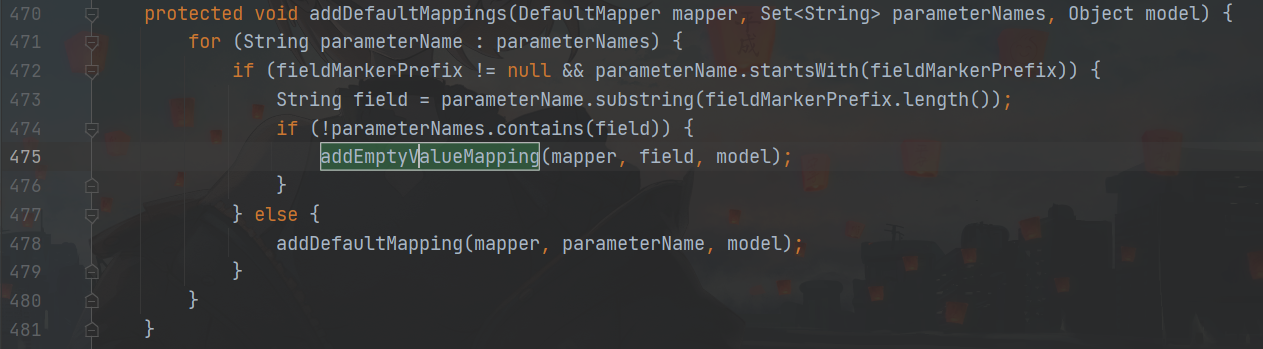 470 protected void addDefaultMappings(DefaultMapper mapper, Set<String> parameterNames, Object model) {
471 for (String parameterName : parameterNames) {
472 if (fieldMarkerPrefix != null && parameterName.startsWith(fieldMarkerPrefix)) {
473 String field = parameterName.substring(fieldMarkerPrefix.length());
474 if (!parameterNames.contains(field)) {
475 addEmptyValueMapping(mapper, field, model);
476 }
477 } else {
478 addDefaultMapping(mapper, parameterName, model);
479 }
480 }
481 }